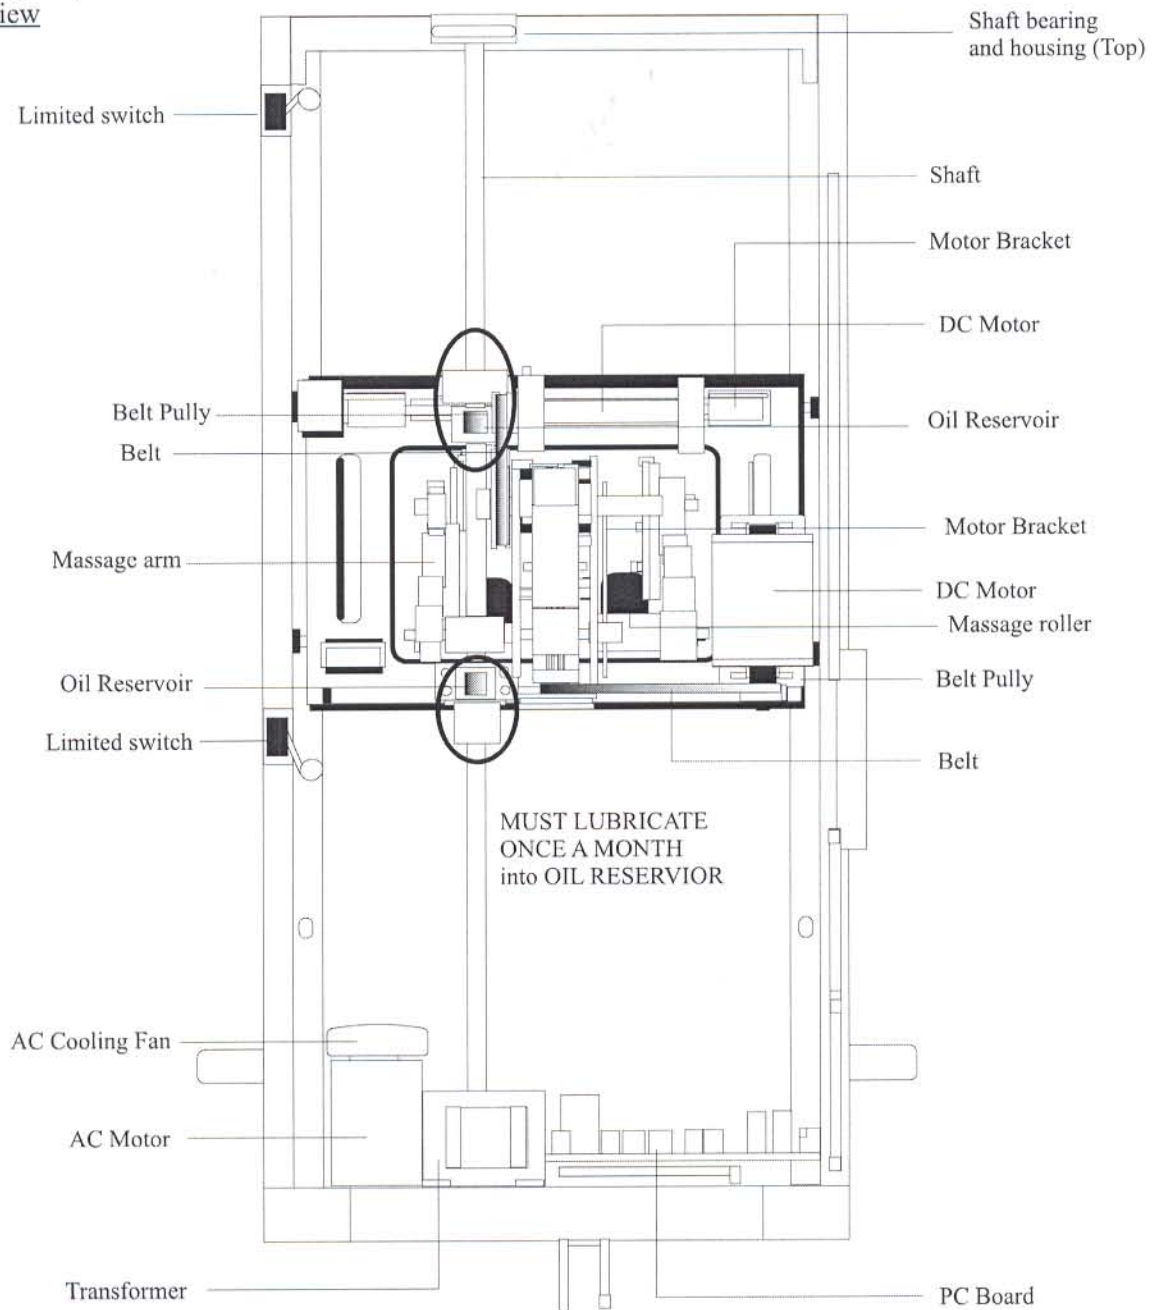 iew
Shaft bearing
and housing (Top)
Limited switch
Shaft
Motor Bracket
DC Motor
Belt Pully
Oil Reservoir
Belt
Motor Bracket
Massage arm
DC Motor
Massage roller
Oil Reservoir
Belt Pully
Limited switch
Belt
MUST LUBRICATE
ONCE A MONTH
into OIL RESERVIOR
AC Cooling Fan
AC Motor
Transformer
PC Board